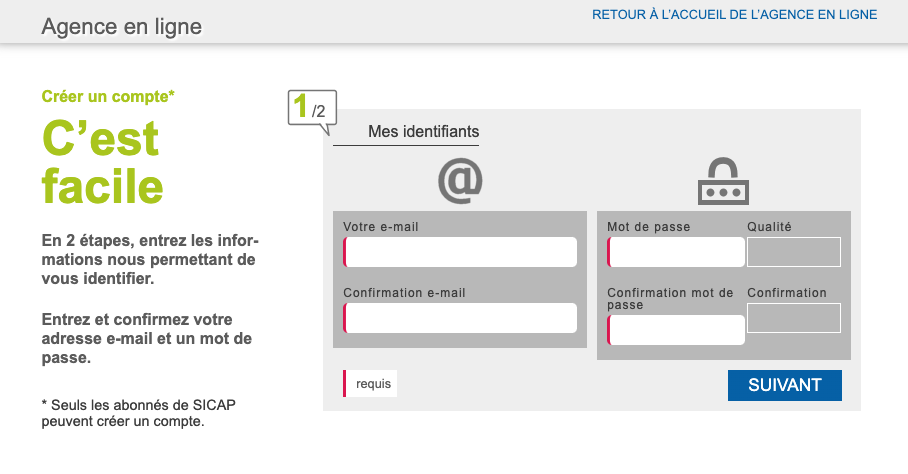 Agence en ligne
RETOUR À L’ACCUEIL DE L’AGENCE EN LIGNE
Créer un compte*
C’est
facile
En 2 étapes, entrez les infor-
mations nous permettant de
vous identifier.
Entrez et confirmez votre
adresse e-mail et un mot de
passe.
* Seuls les abonnés de SICAP
peuvent créer un compte.
1 /2
Mes identifiants
@
Votre e-mail
Confirmation e-mail
Mot de passe
Qualité
Confirmation mot de
passe
Confirmation
requis
SUIVANT